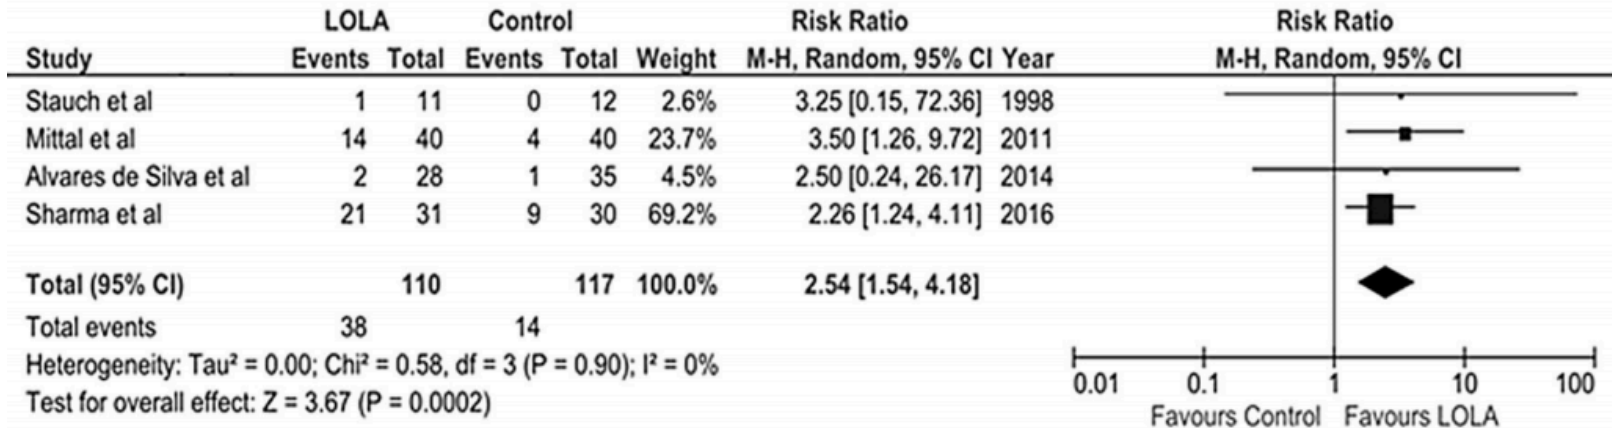 LOLA Control Risk Ratio Risk Ratio
Study Events Total Events Total Weight M-H, Random, 95% CI Year M-H, Random, 95% CI
Stauch et al 1 11 0 12 2.6% 3.25 [0.15, 72.36] 1998
Mittal et al 14 40 4 40 23.7% 3.50 [1.26, 9.72] 2011
Alvares de Silva et al 2 28 1 35 4.5% 2.50 [0.24, 26.17] 2014
Sharma et al 21 31 9 30 69.2% 2.26 [1.24, 4.11] 2016
Total (95% CI) 110 117 100.0% 2.54 [1.54, 4.18]
Total events 38 14
Heterogeneity: Tau² = 0.00; Chi² = 0.58, df = 3 (P = 0.90); I² = 0%
Test for overall effect: Z = 3.67 (P = 0.0002)
0.01 0.1 1 10 100
Favours Control Favours LOLA